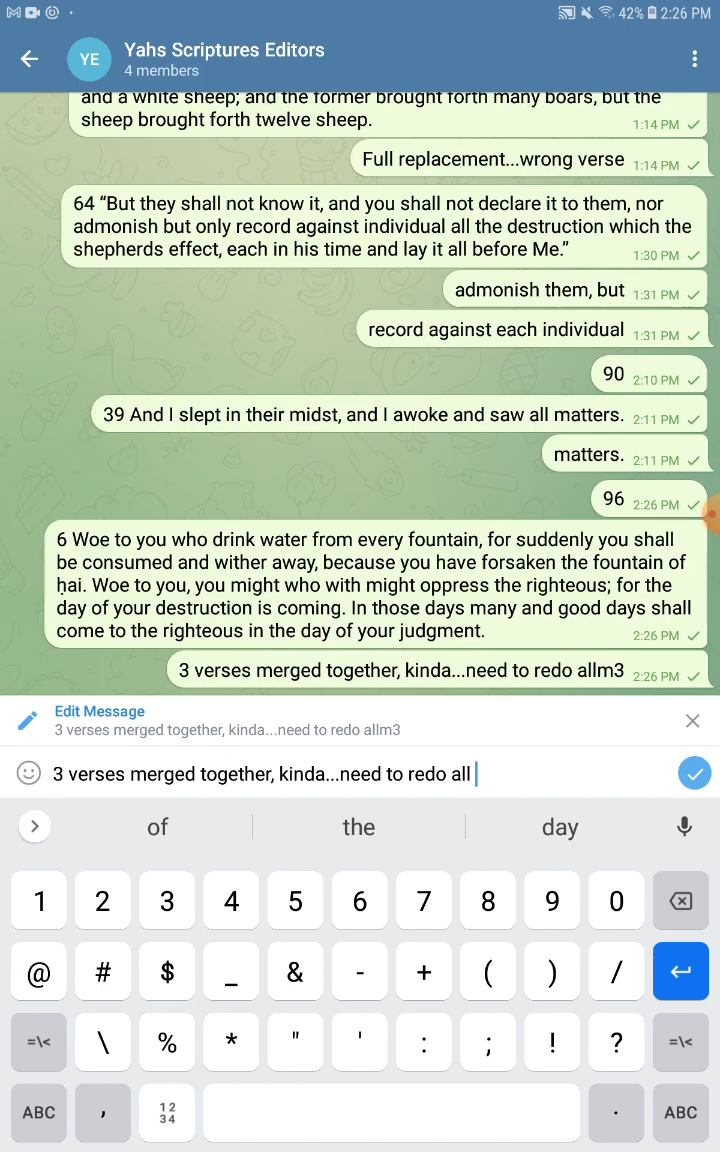 42% 2:26 PM
YE
Yahs Scriptures Editors
4 members
and a white sheep; and the former brought forth many boars, but the
sheep brought forth twelve sheep. 1:14 PM
Full replacement...wrong verse 1:14 PM
64 “But they shall not know it, and you shall not declare it to them, nor
admonish but only record against individual all the destruction which the
shepherds effect, each in his time and lay it all before Me.” 1:30 PM
admonish them, but 1:31 PM
record against each individual 1:31 PM
90 2:10 PM
39 And I slept in their midst, and I awoke and saw all matters. 2:11 PM
matters. 2:11 PM
96 2:26 PM
6 Woe to you who drink water from every fountain, for suddenly you shall
be consumed and wither away, because you have forsaken the fountain of
ḥai. Woe to you, you might who with might oppress the righteous; for the
day of your destruction is coming. In those days many and good days shall
come to the righteous in the day of your judgment. 2:26 PM
3 verses merged together, kinda...need to redo allm3 2:26 PM
Edit Message
3 verses merged together, kinda...need to redo allm3
3 verses merged together, kinda...need to redo all
of the day
1 2 3 4 5 6 7 8 9 0
@ # $ _ & - + ( ) /
=\< \ % * " ' : ; ! ? =\<
ABC , 12 34 . ABC